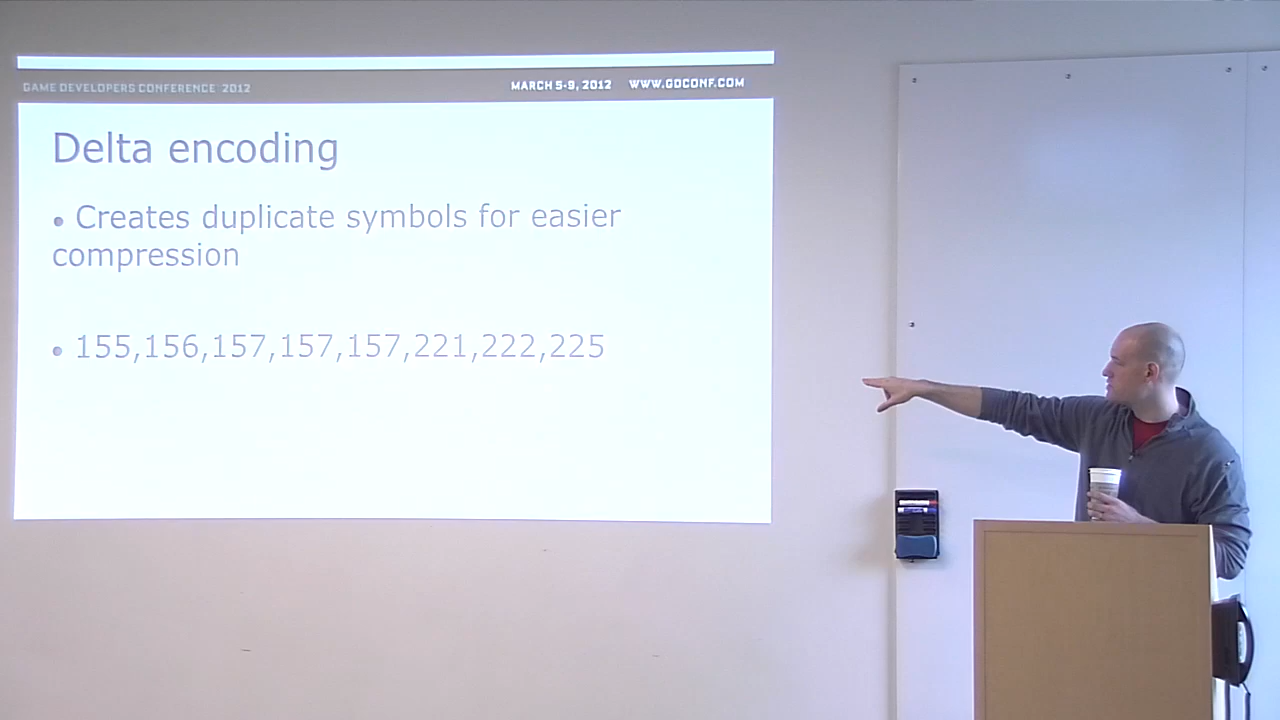 GAME DEVELOPERS CONFERENCE 2012
MARCH 5-9, 2012 WWW.GDCONF.COM
Delta encoding
• Creates duplicate symbols for easier
compression
• 155,156,157,157,157,221,222,225